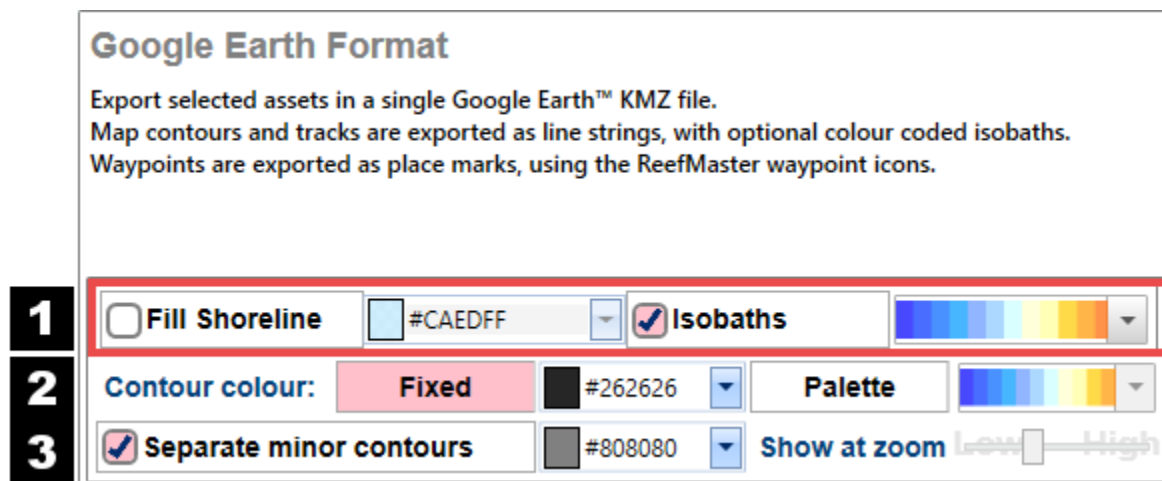 Google Earth Format
Export selected assets in a single Google Earth™ KMZ file.
Map contours and tracks are exported as line strings, with optional colour coded isobaths.
Waypoints are exported as place marks, using the ReefMaster waypoint icons.
1 Fill Shoreline #CAEDFF Isobaths
2 Contour colour: Fixed #262626 Palette
3 Separate minor contours #808080 Show at zoom Low High